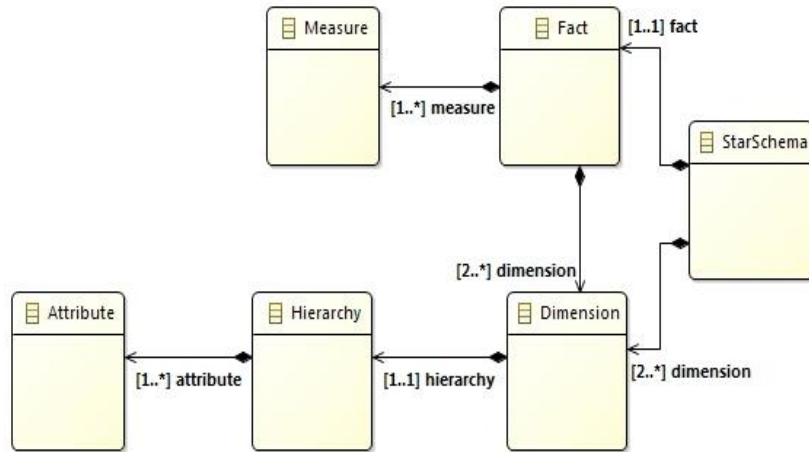 Measure
Fact
[1..1] fact
[1..*] measure
StarSchema
[2..*] dimension
Attribute
Hierarchy
Dimension
[1..*] attribute
[1..1] hierarchy
[2..*] dimension